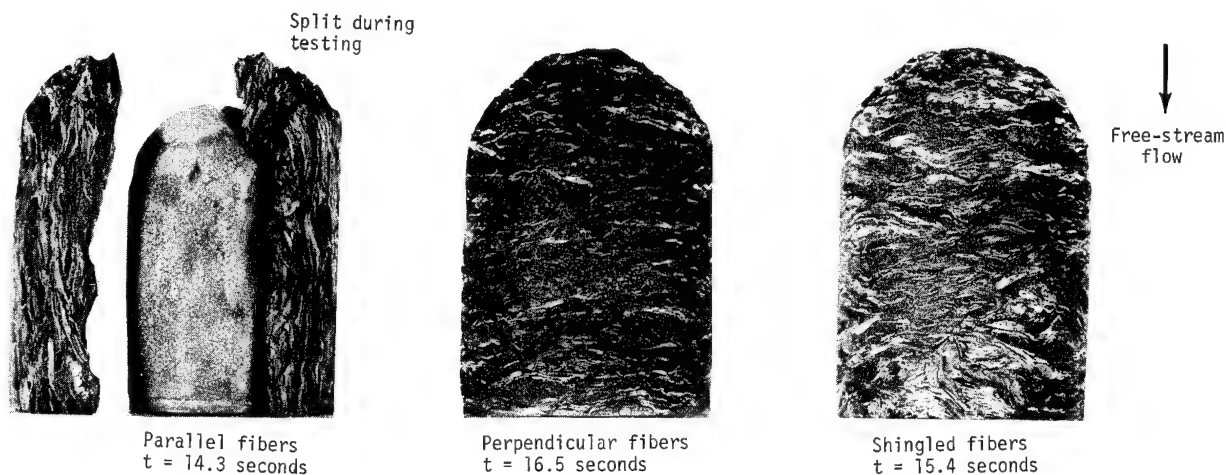 Split during
testing
Free-stream
flow
Parallel fibers
t = 14.3 seconds
Perpendicular fibers
t = 16.5 seconds
Shingled fibers
t = 15.4 seconds